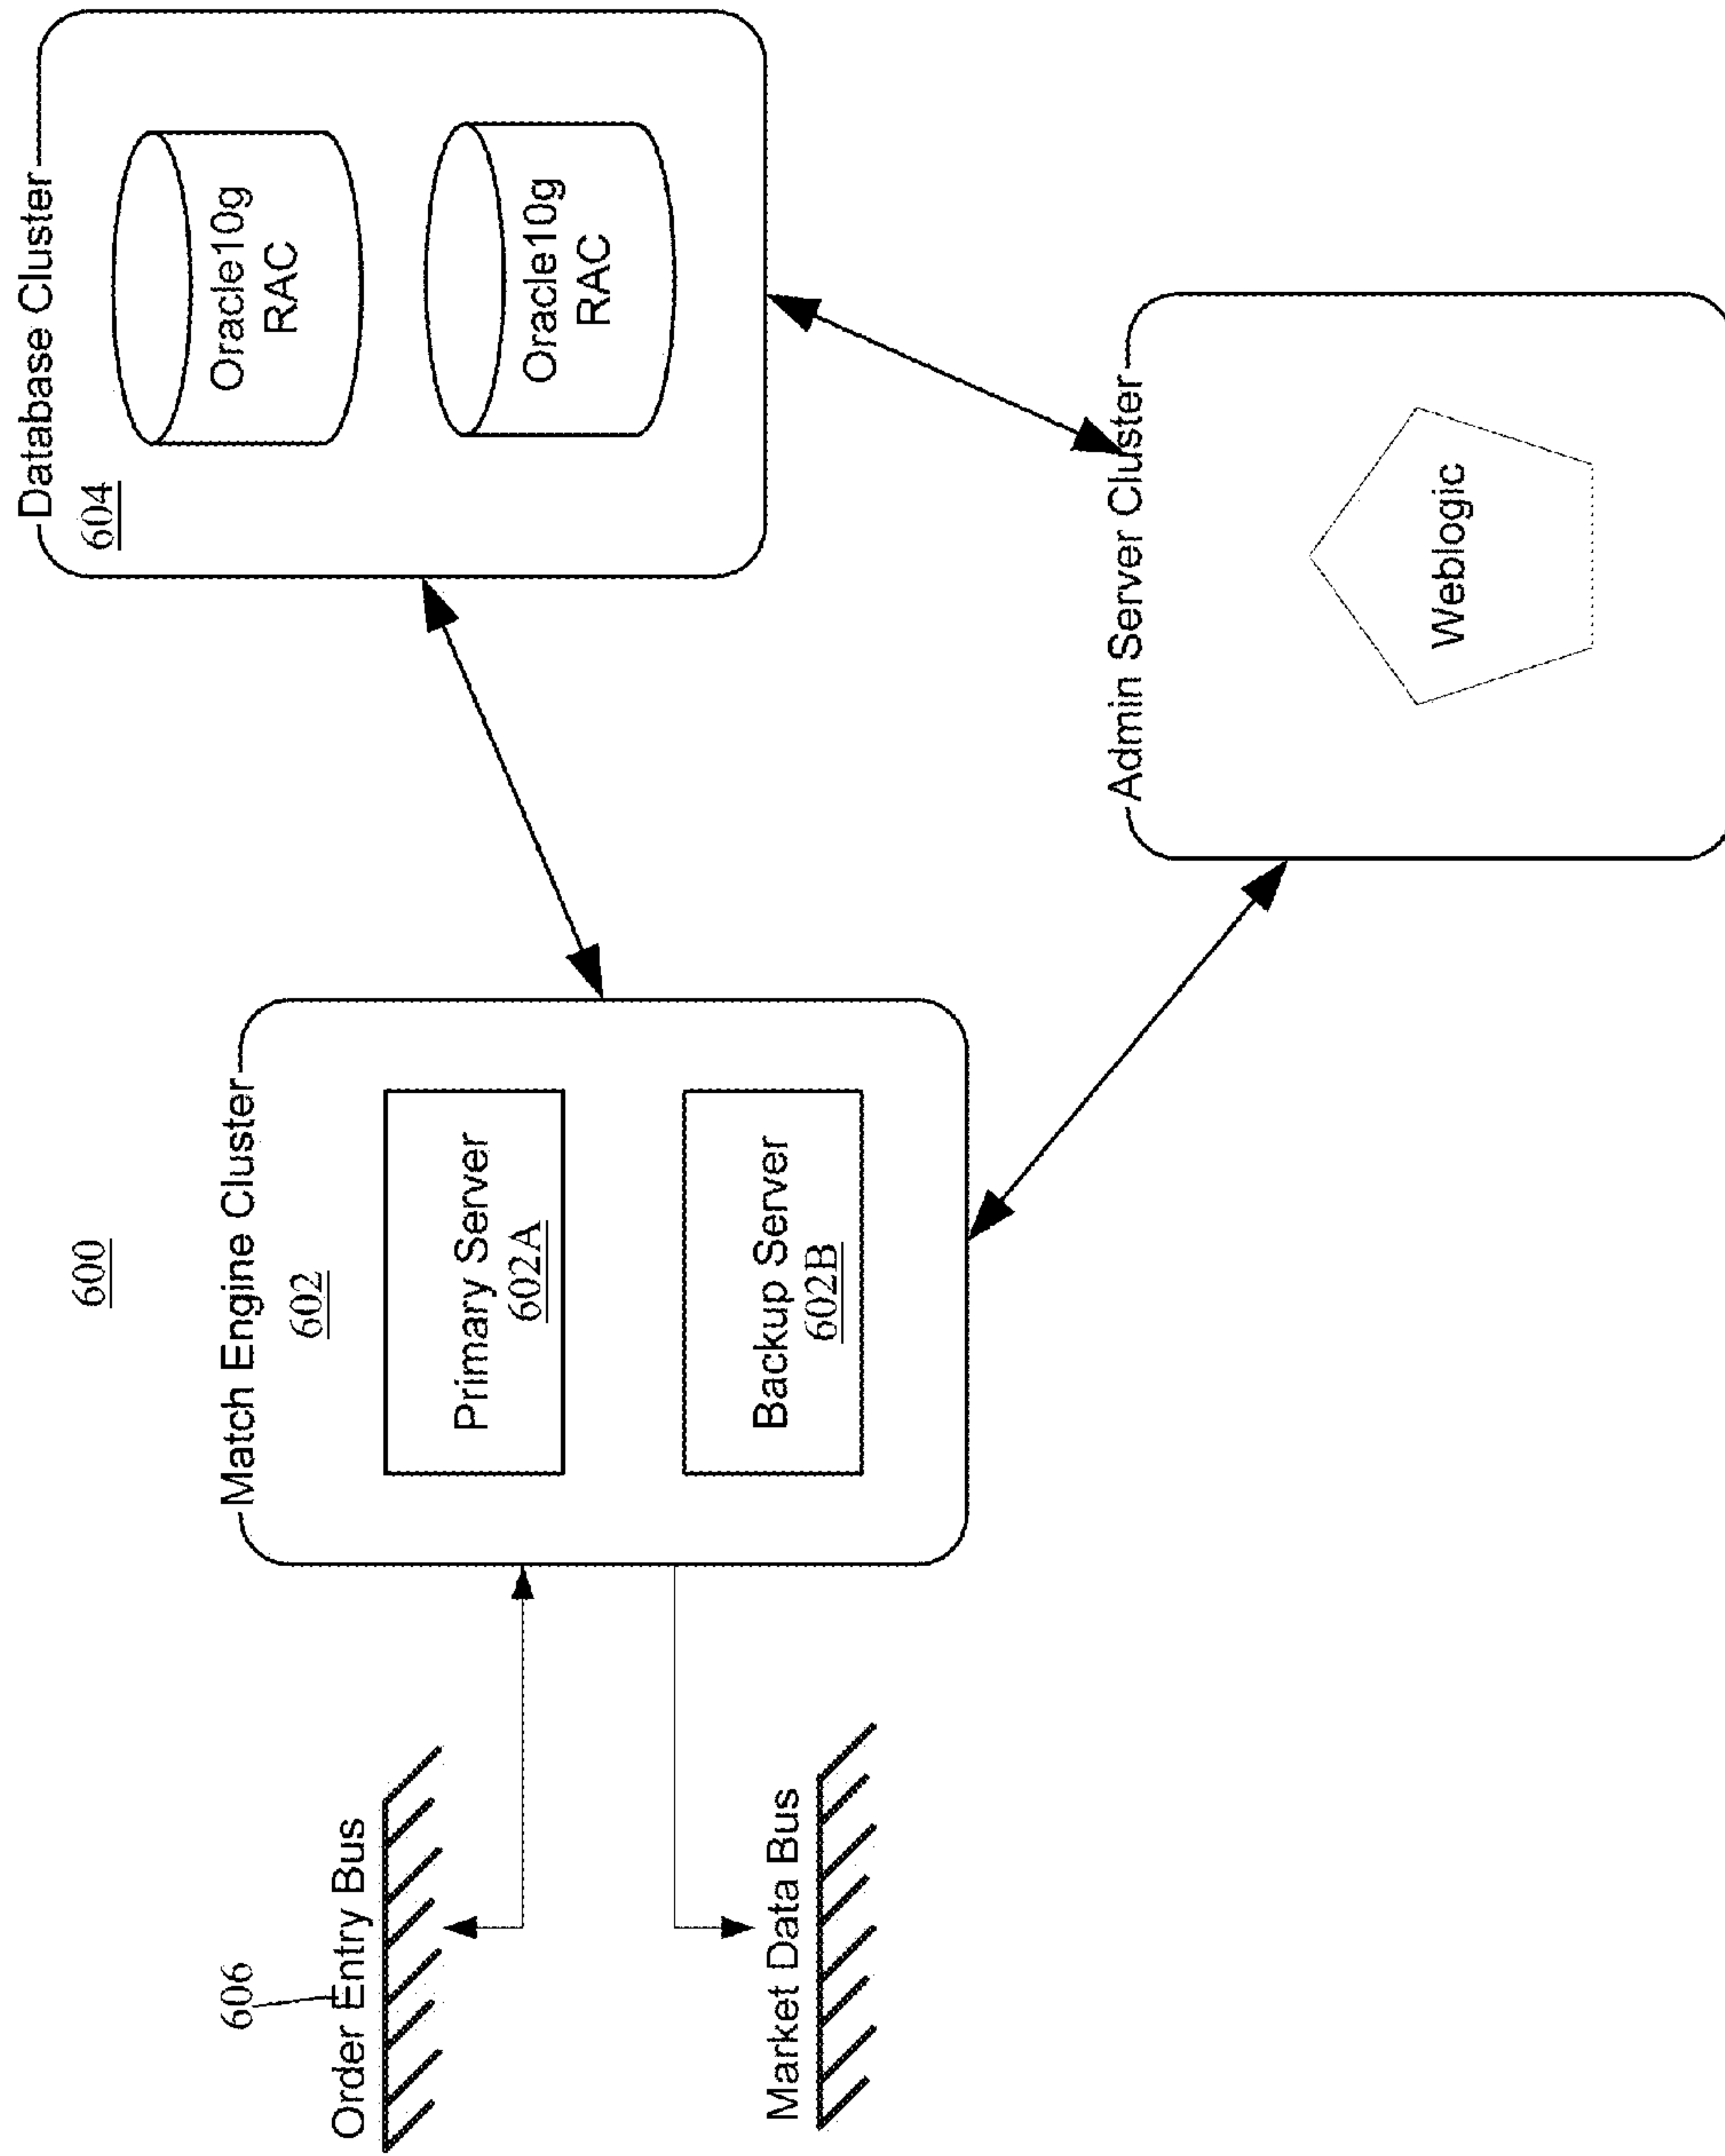 600
Order Entry Bus
606
Market Data Bus
Match Engine Cluster
602
Primary Server
602A
Backup Server
602B
Database Cluster
604
Oracle10g
RAC
Oracle10g
RAC
Admin Server Cluster
Weblogic